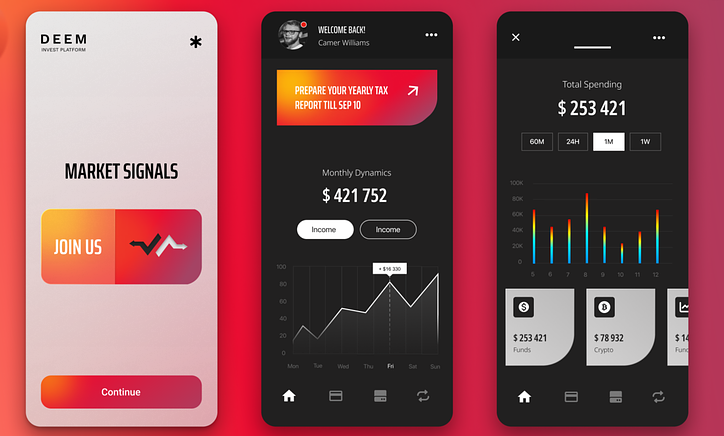 DEEM
INVEST PLATFORM
MARKET SIGNALS
JOIN US
Continue
WELCOME BACK!
Camer Williams
PREPARE YOUR YEARLY TAX
REPORT TILL SEP 10
Monthly Dynamics
$ 421 752
Income Income
+ $16 330
100
80
60
40
20
0
Mon Tue Wed Thu Fri Sat Sun
Total Spending
$ 253 421
60M 24H 1M 1W
100K
80K
60K
40K
20K
0
5 6 7 8 9 10 11 12
$ 253 421
Funds
$ 78 932
Crypto
$ 14
Func